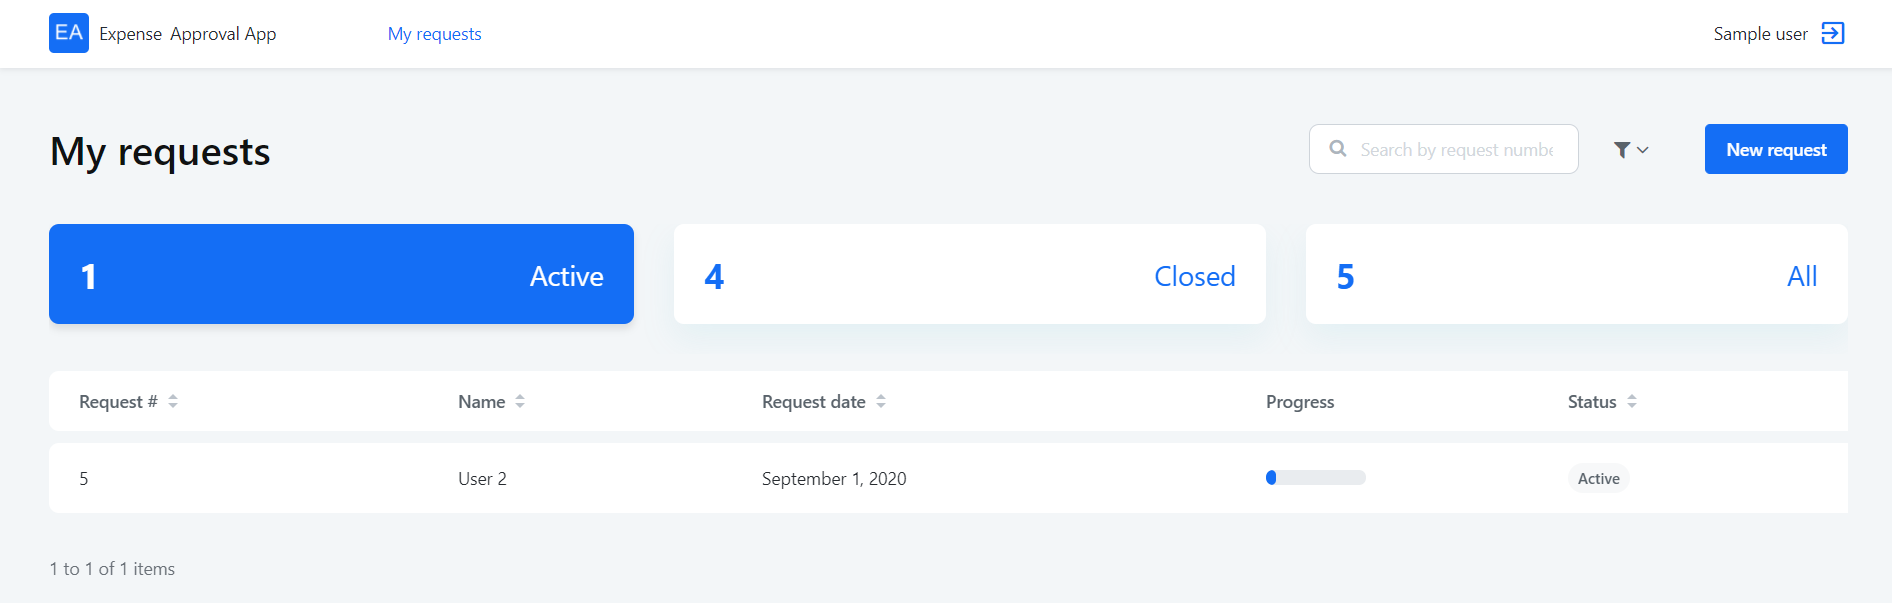 EA Expense Approval App My requests Sample user
My requests
Search by request numbe
New request
1 Active
4 Closed
5 All
Request # Name Request date Progress Status
5 User 2 September 1, 2020 Active
1 to 1 of 1 items